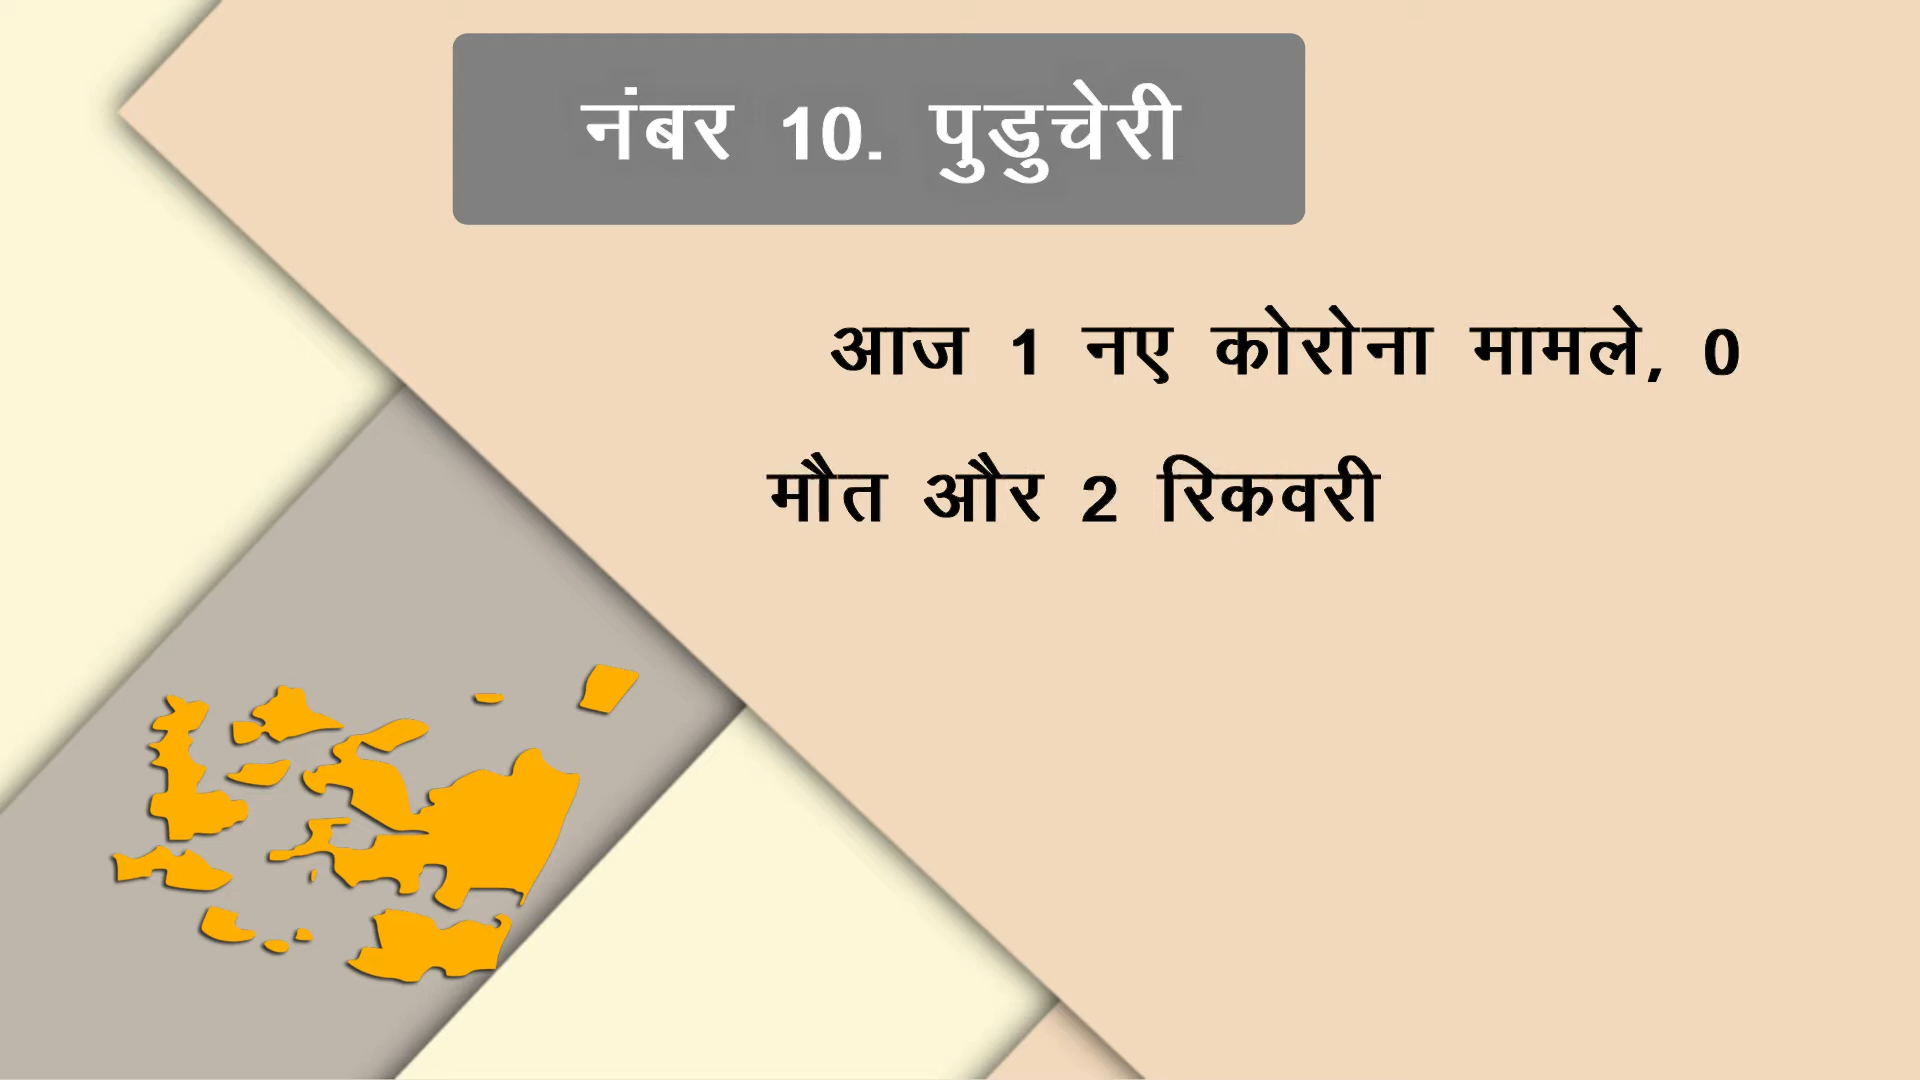 नंबर 10. पुडुचेरी
आज 1 नए कोरोना मामले, 0
मौत और 2 रिकवरी